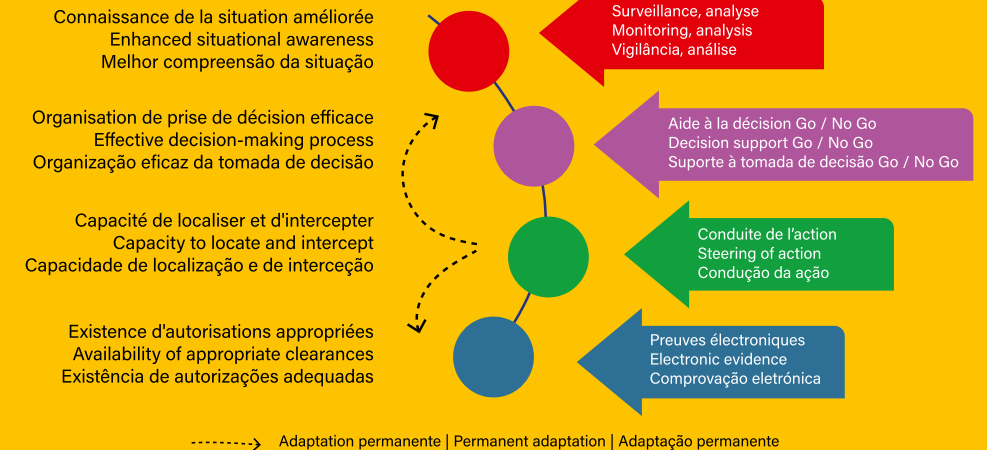 Connaissance de la situation améliorée
Enhanced situational awareness
Melhor compreensão da situação
Surveillance, analyse
Monitoring, analysis
Vigilância, análise
Organisation de prise de décision efficace
Effective decision-making process
Organização eficaz da tomada de decisão
Aide à la décision Go / No Go
Decision support Go / No Go
Suporte à tomada de decisão Go / No Go
Capacité de localiser et d'intercepter
Capacity to locate and intercept
Capacidade de localização e de interceção
Conduite de l'action
Steering of action
Condução da ação
Existence d'autorisations appropriées
Availability of appropriate clearances
Existência de autorizações adequadas
Preuves électroniques
Electronic evidence
Comprovação eletrónica
Adaptation permanente | Permanent adaptation | Adaptação permanente